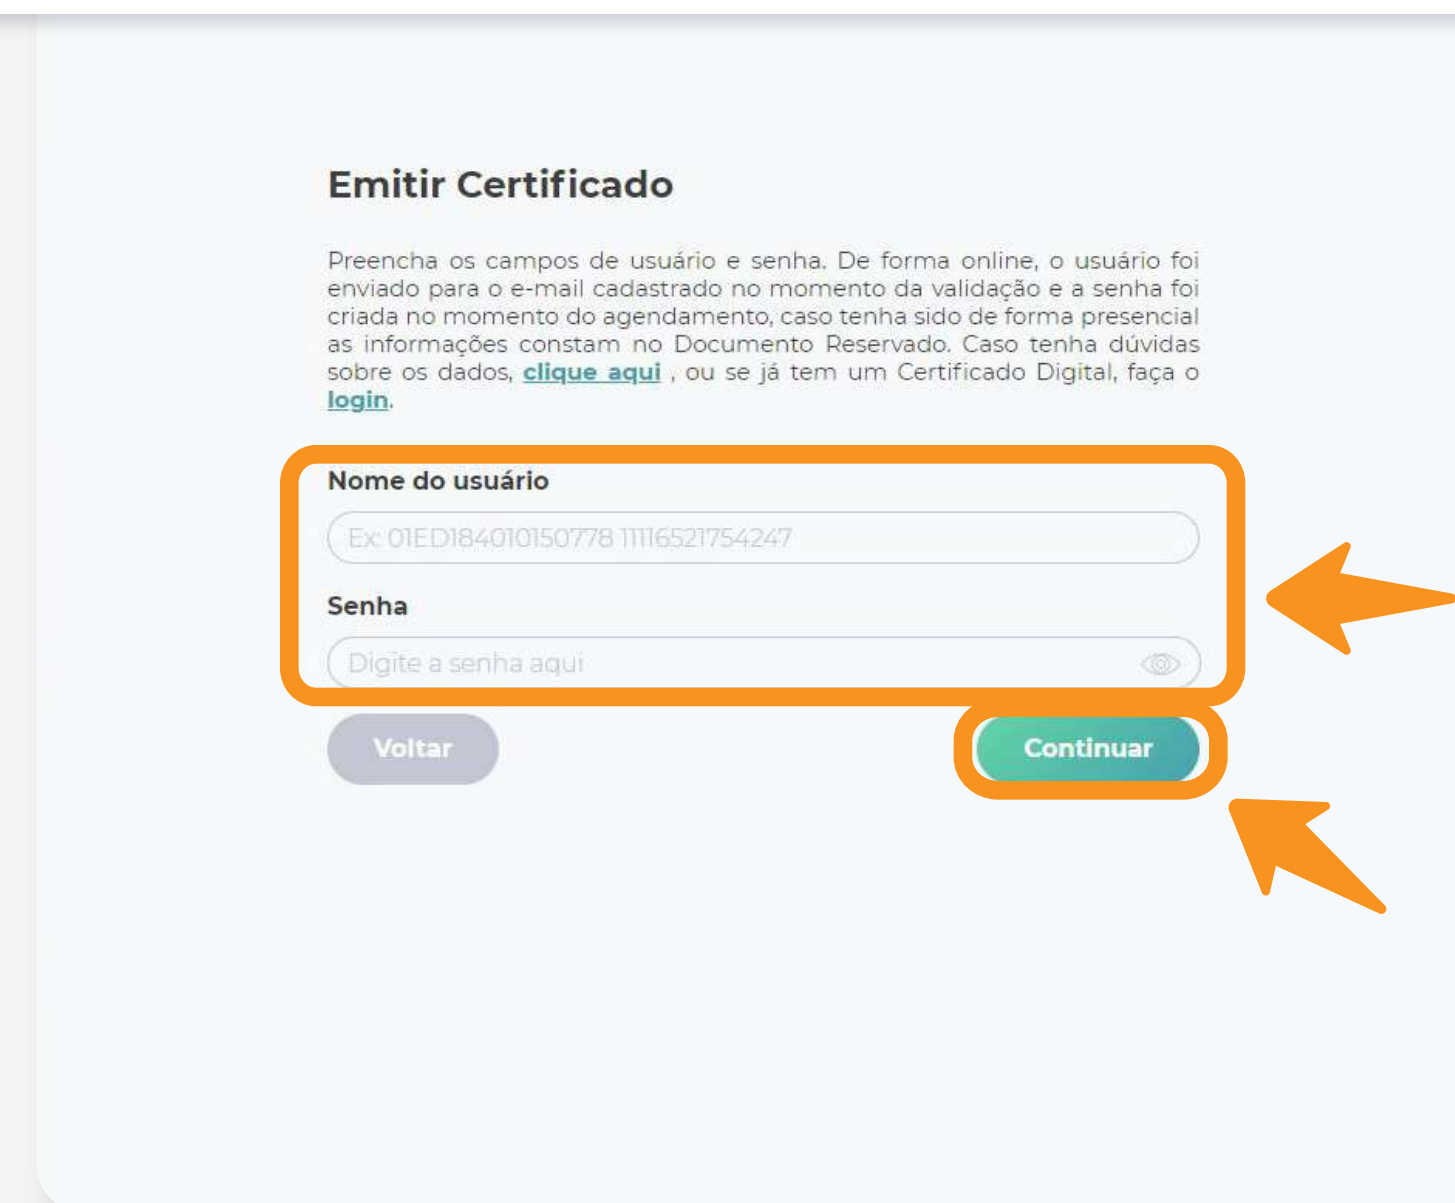 Emitir Certificado
Preencha os campos de usuário e senha. De forma online, o usuário foi
enviado para o e-mail cadastrado no momento da validação e a senha foi
criada no momento do agendamento, caso tenha sido de forma presencial
as informações constam no Documento Reservado. Caso tenha dúvidas
sobre os dados, clique aqui , ou se já tem um Certificado Digital, faça o
login.
Nome do usuário
Ex: 01ED184010150778 11116521754247
Senha
Digite a senha aqui
Voltar
Continuar